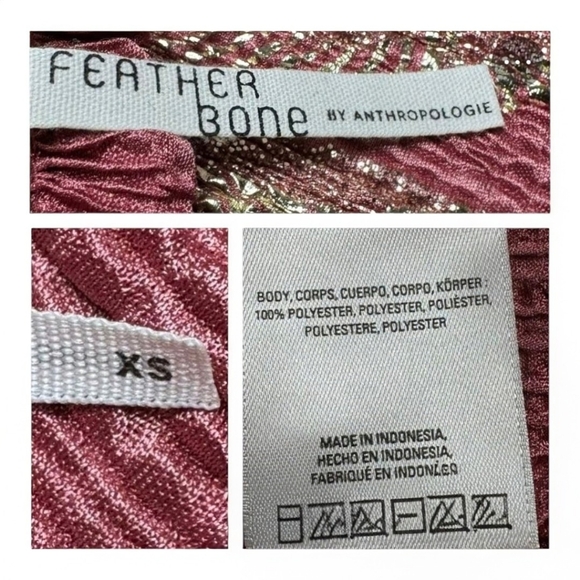 FEATHER
BONE BY ANTHROPOLOGIE
XS
BODY, CORPS, CUERPO, CORPO, KÖRPER :
100% POLYESTER, POLYESTER, POLIÉSTER,
POLYESTERE, POLYESTER
MADE IN INDONESIA,
HECHO EN INDONESIA,
FABRIQUÉ EN